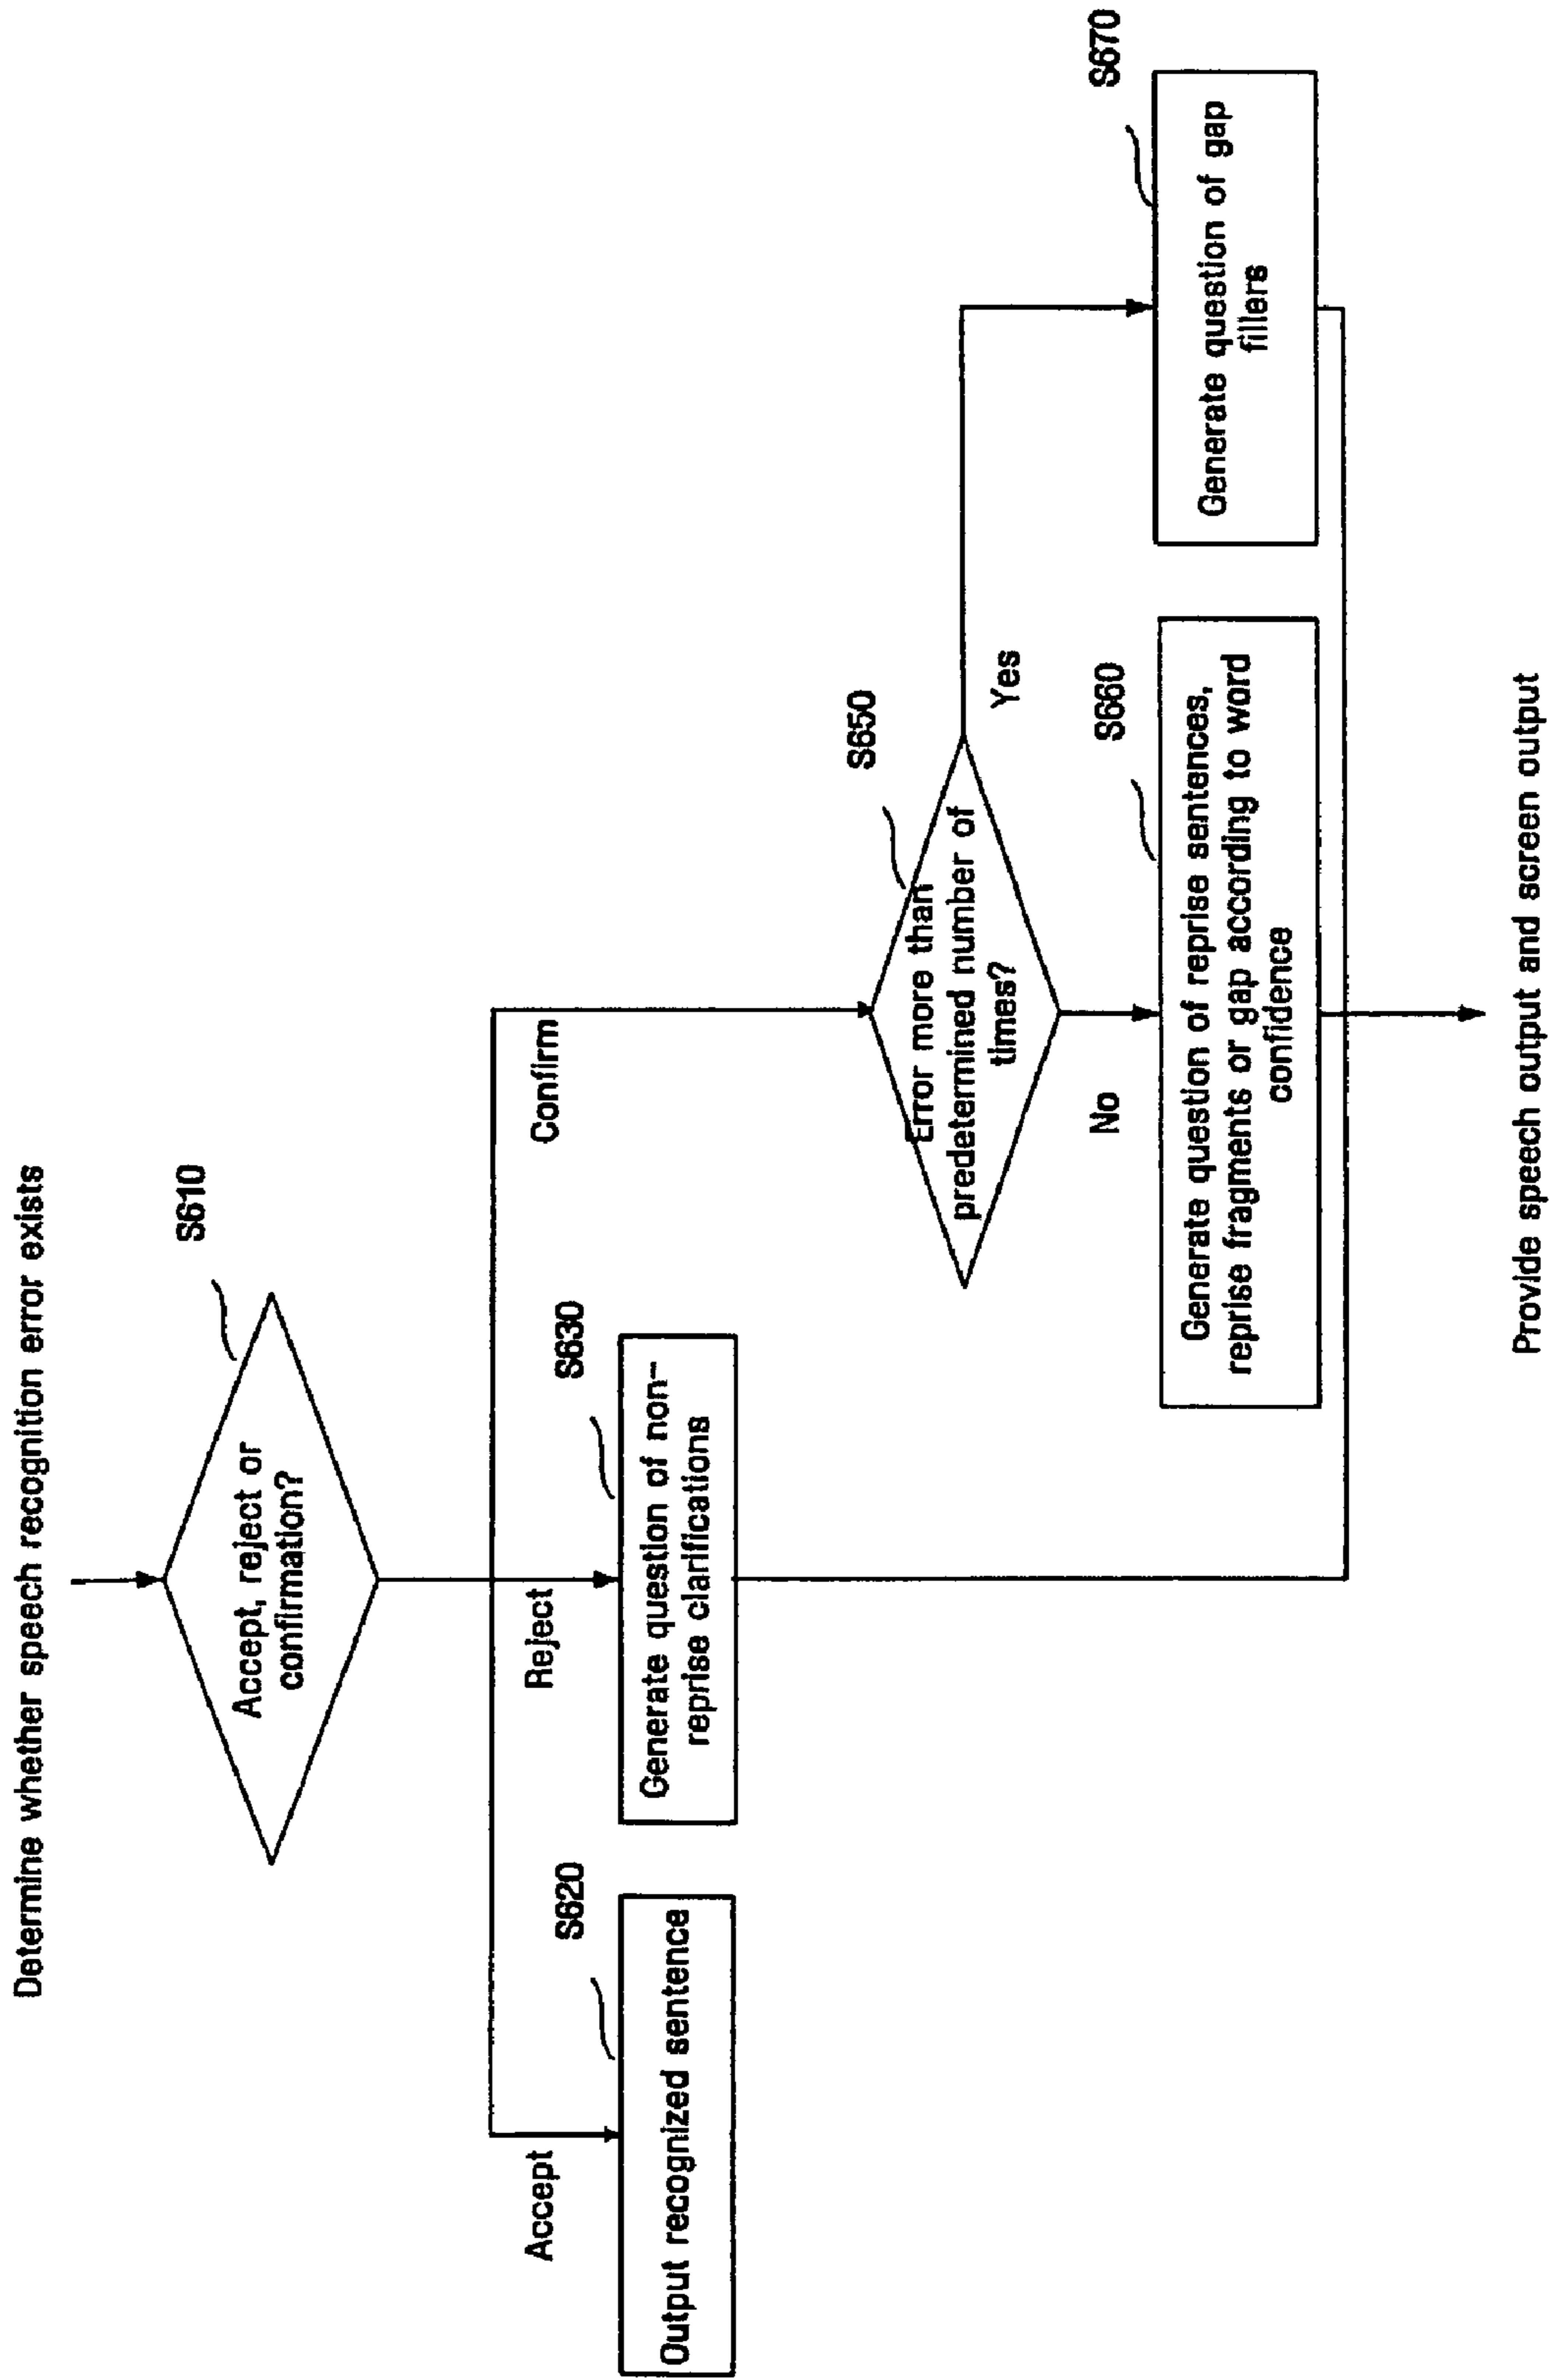 Determine whether speech recognition error exists
S610
Accept, reject or
confirmation?
Accept
Reject
Confirm
S620
Output recognized sentence
S630
Generate question of non-
reprise clarifications
S650
Error more than
predetermined number of
times?
No
Yes
S660
Generate question of reprise sentences,
reprise fragments or gap according to word
confidence
S670
Generate question of gap
fillers
Provide speech output and screen output